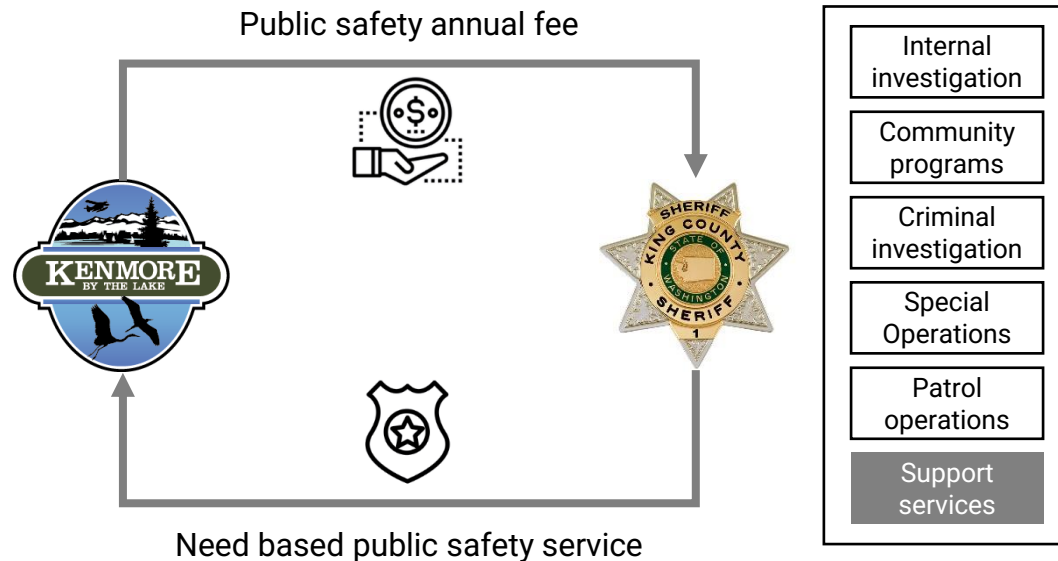 Public safety annual fee
$
KENMORE
BY THE LAKE
SHERIFF
KING COUNTY
STATE OF
WASHINGTON
SHERIFF
1
Need based public safety service
Internal
investigation
Community
programs
Criminal
investigation
Special
Operations
Patrol
operations
Support
services